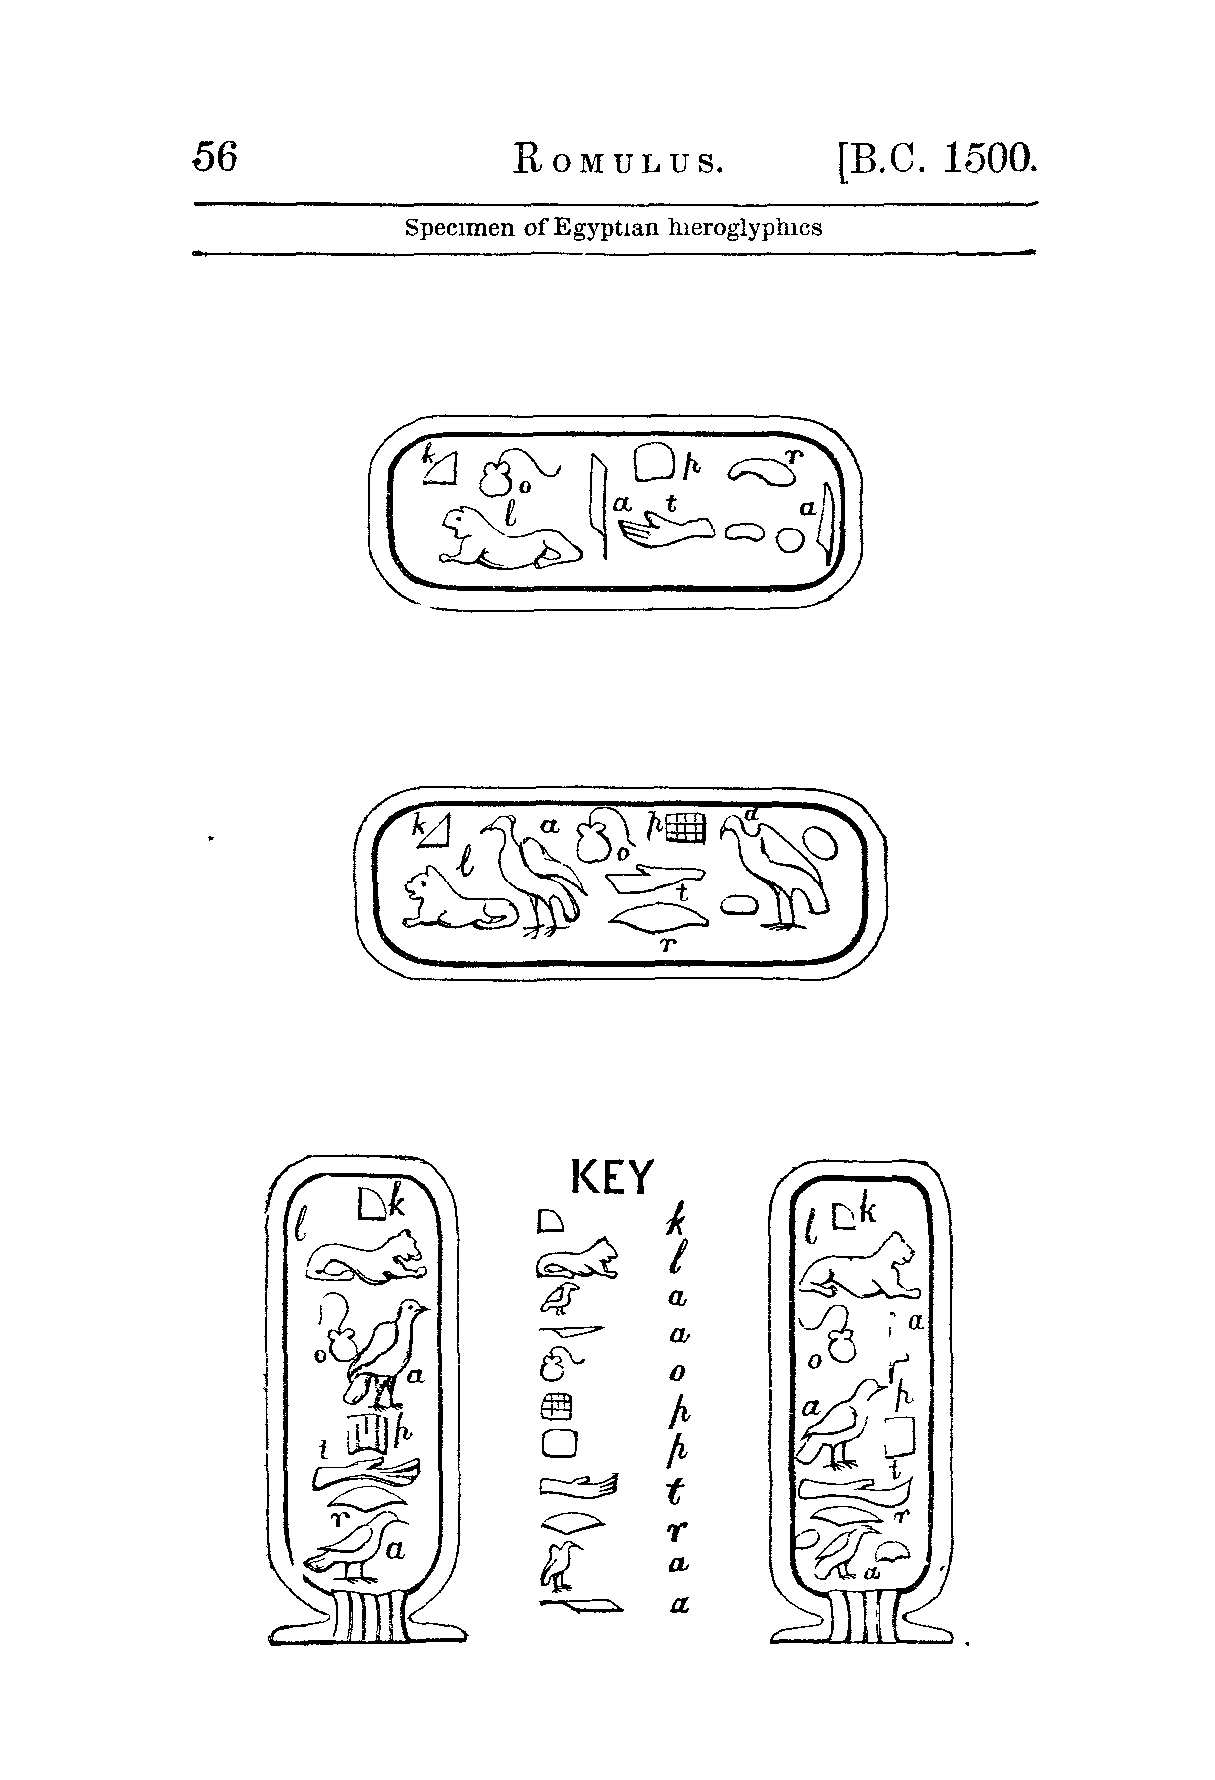 56 ROMULUS. [B.C. 1500.
Specimen of Egyptian hieroglyphics
k o l a p t r a
k l a o p t r a
KEY
k
l
a
a
o
p
p
t
r
a
a
k l o a p t r a
k l o a a p t r a